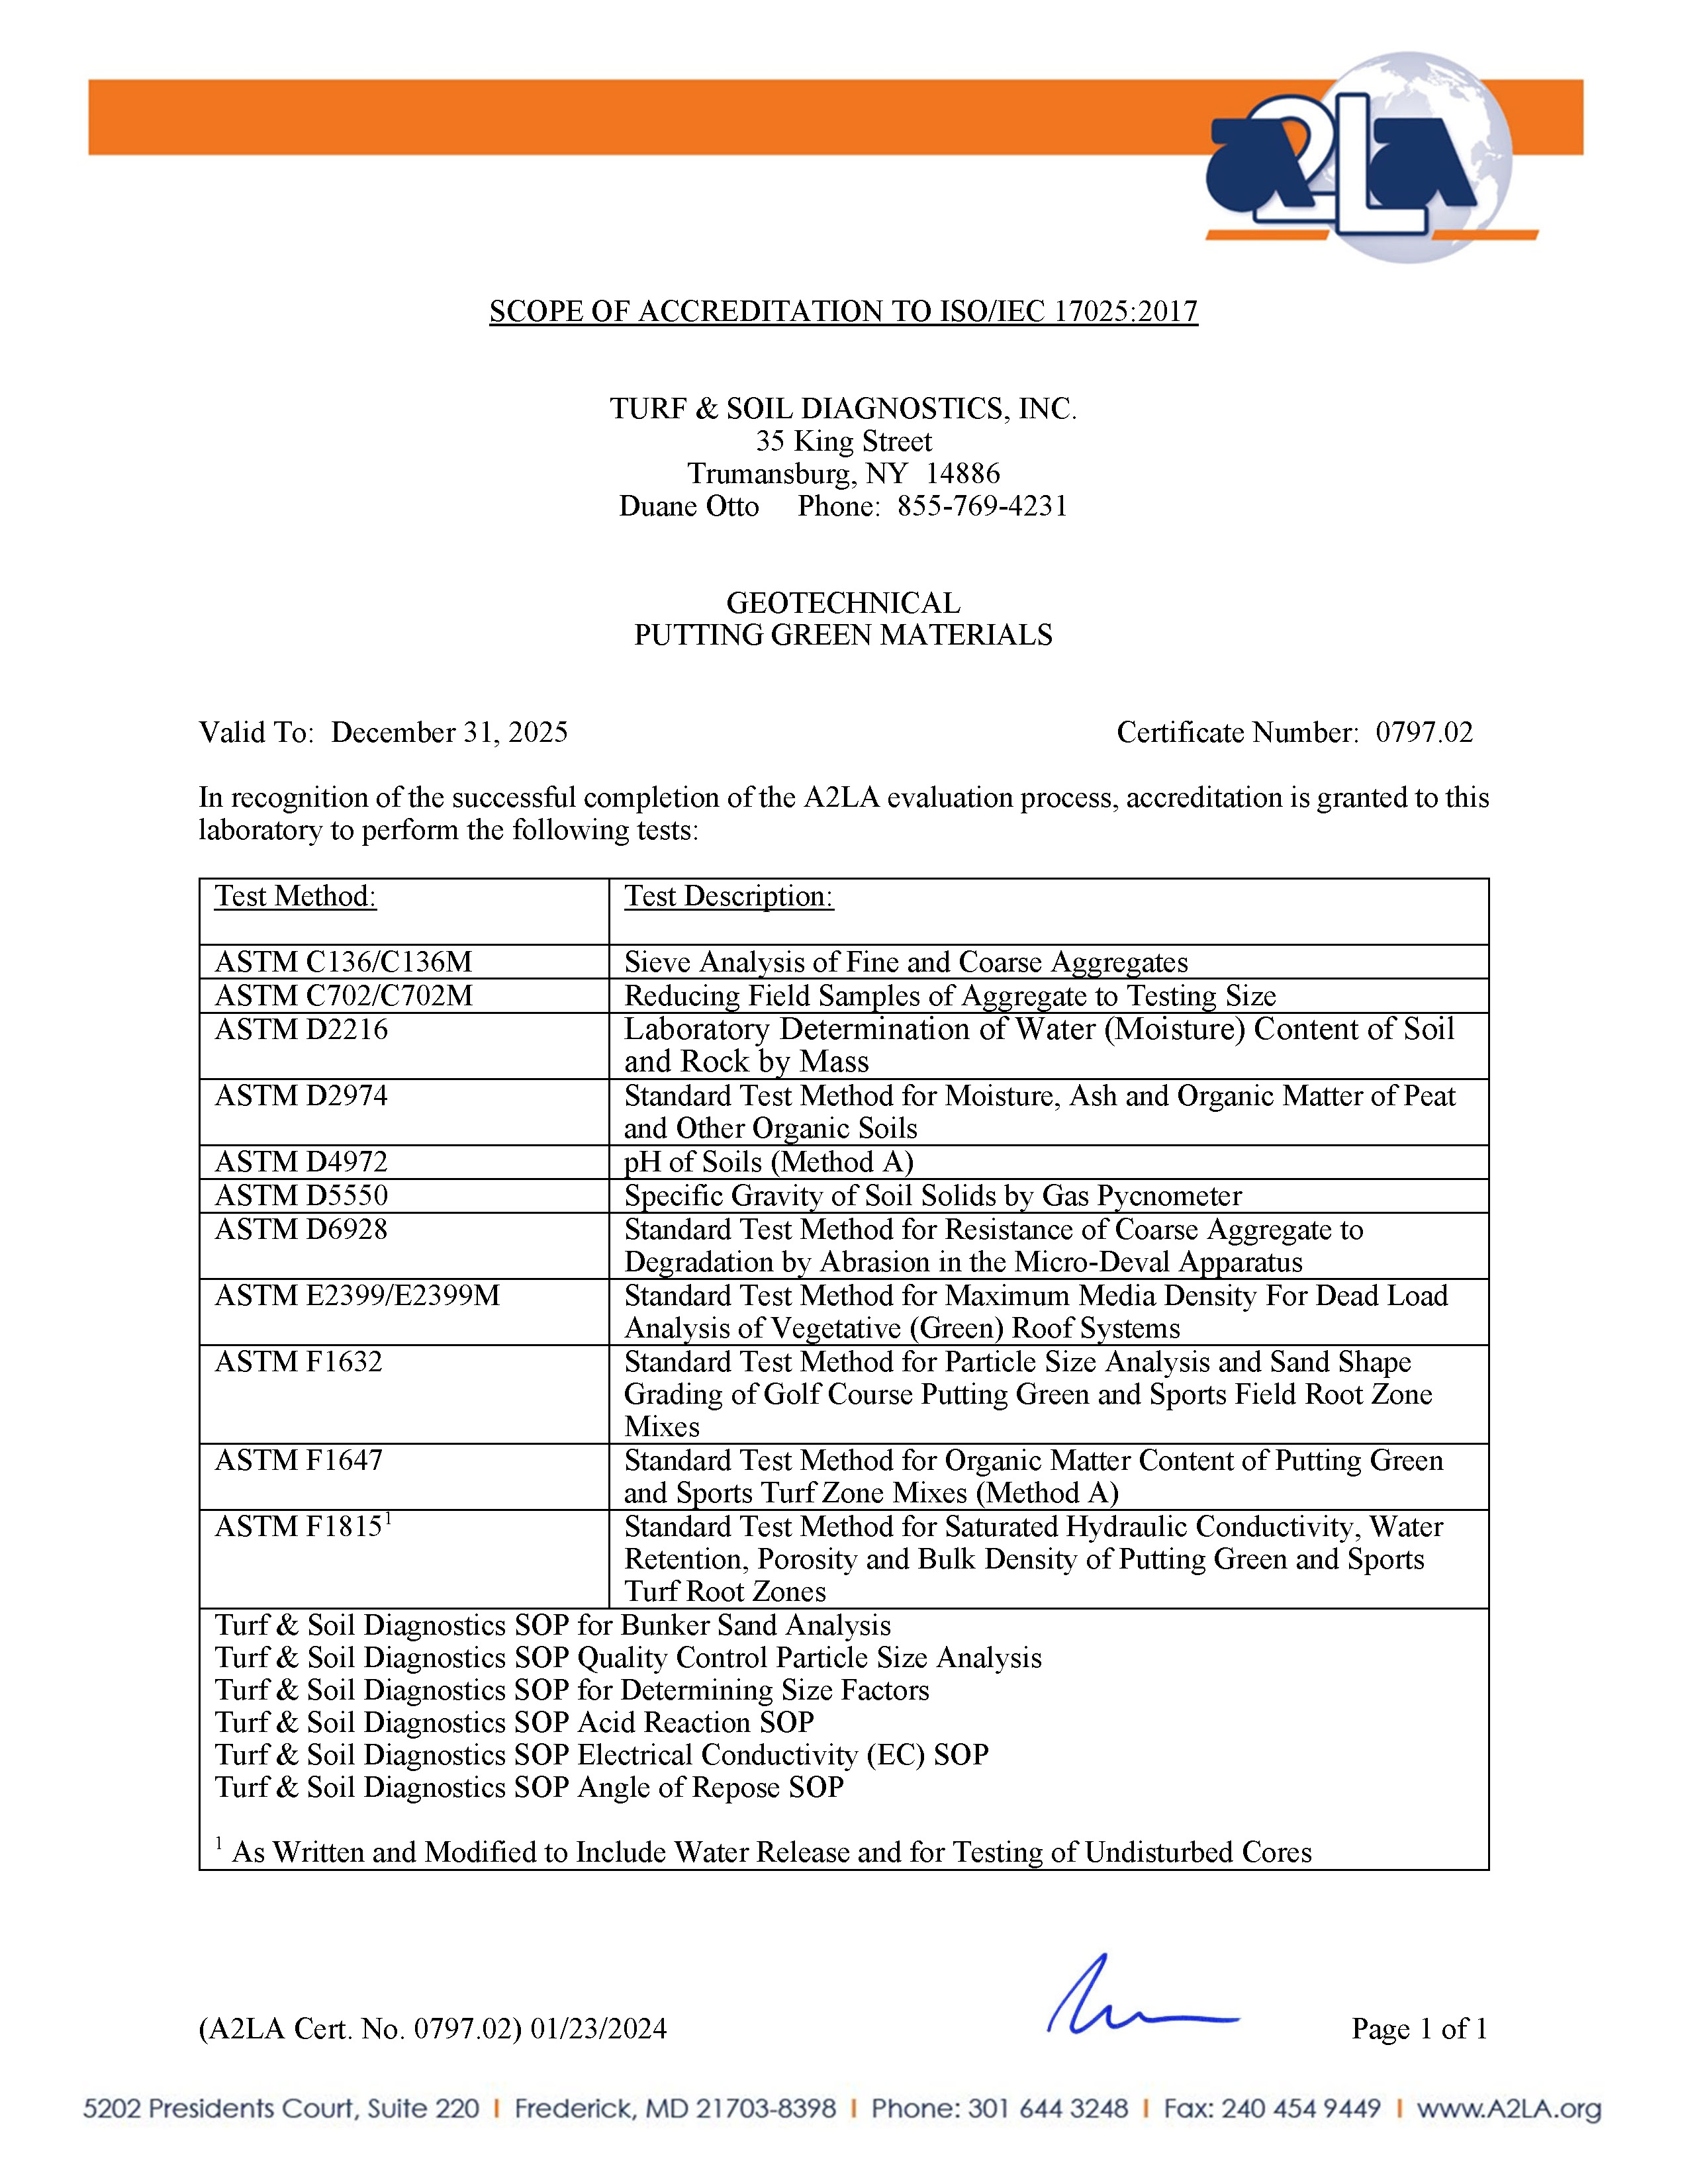 A2LA
SCOPE OF ACCREDITATION TO ISO/IEC 17025:2017
TURF & SOIL DIAGNOSTICS, INC.
35 King Street
Trumansburg, NY 14886
Duane Otto Phone: 855-769-4231
GEOTECHNICAL
PUTTING GREEN MATERIALS
Valid To: December 31, 2025 Certificate Number: 0797.02
In recognition of the successful completion of the A2LA evaluation process, accreditation is granted to this
laboratory to perform the following tests:
Test Method: Test Description:
ASTM C136/C136M Sieve Analysis of Fine and Coarse Aggregates
ASTM C702/C702M Reducing Field Samples of Aggregate to Testing Size
ASTM D2216 Laboratory Determination of Water (Moisture) Content of Soil
and Rock by Mass
ASTM D2974 Standard Test Method for Moisture, Ash and Organic Matter of Peat
and Other Organic Soils
ASTM D4972 pH of Soils (Method A)
ASTM D5550 Specific Gravity of Soil Solids by Gas Pycnometer
ASTM D6928 Standard Test Method for Resistance of Coarse Aggregate to
Degradation by Abrasion in the Micro-Deval Apparatus
ASTM E2399/E2399M Standard Test Method for Maximum Media Density For Dead Load
Analysis of Vegetative (Green) Roof Systems
ASTM F1632 Standard Test Method for Particle Size Analysis and Sand Shape
Grading of Golf Course Putting Green and Sports Field Root Zone
Mixes
ASTM F1647 Standard Test Method for Organic Matter Content of Putting Green
and Sports Turf Zone Mixes (Method A)
ASTM F1815¹ Standard Test Method for Saturated Hydraulic Conductivity, Water
Retention, Porosity and Bulk Density of Putting Green and Sports
Turf Root Zones
Turf & Soil Diagnostics SOP for Bunker Sand Analysis
Turf & Soil Diagnostics SOP Quality Control Particle Size Analysis
Turf & Soil Diagnostics SOP for Determining Size Factors
Turf & Soil Diagnostics SOP Acid Reaction SOP
Turf & Soil Diagnostics SOP Electrical Conductivity (EC) SOP
Turf & Soil Diagnostics SOP Angle of Repose SOP
¹ As Written and Modified to Include Water Release and for Testing of Undisturbed Cores
(A2LA Cert. No. 0797.02) 01/23/2024 Page 1 of 1
5202 Presidents Court, Suite 220 | Frederick, MD 21703-8398 | Phone: 301 644 3248 | Fax: 240 454 9449 | www.A2LA.org